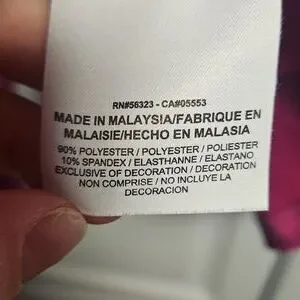 RN#56323 - CA#05553
MADE IN MALAYSIA/FABRIQUE EN
MALAISIE/HECHO EN MALASIA
90% POLYESTER / POLYESTER / POLIESTER
10% SPANDEX / ELASTHANNE / ELASTANO
EXCLUSIVE OF DECORATION / DECORATION
NON COMPRISE / NO INCLUYE LA
DECORACION